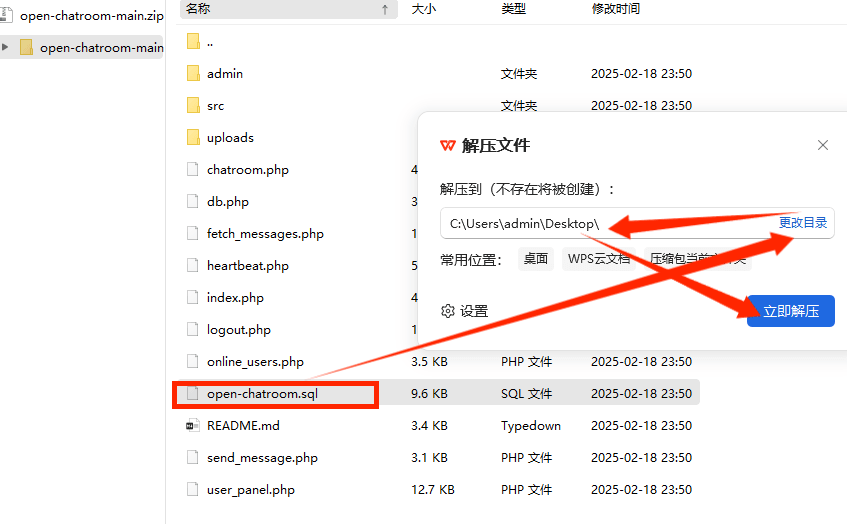 名称 ↑ 大小 类型 修改时间
open-chatroom-main.zip
open-chatroom-main
..
admin 文件夹 2025-02-18 23:50
src 文件夹 2025-02-18 23:50
uploads
chatroom.php 4
db.php 3
fetch_messages.php 1
heartbeat.php 5
index.php 4
logout.php 1
online_users.php 3.5 KB PHP 文件 2025-02-18 23:50
open-chatroom.sql 9.6 KB SQL 文件 2025-02-18 23:50
README.md 3.4 KB Typedown 2025-02-18 23:50
send_message.php 3.1 KB PHP 文件 2025-02-18 23:50
user_panel.php 12.7 KB PHP 文件 2025-02-18 23:50
解压文件
解压到（不存在将被创建）：
C:\Users\admin\Desktop\ 更改目录
常用位置： 桌面 WPS云文档 压缩包当前文件夹
设置 立即解压